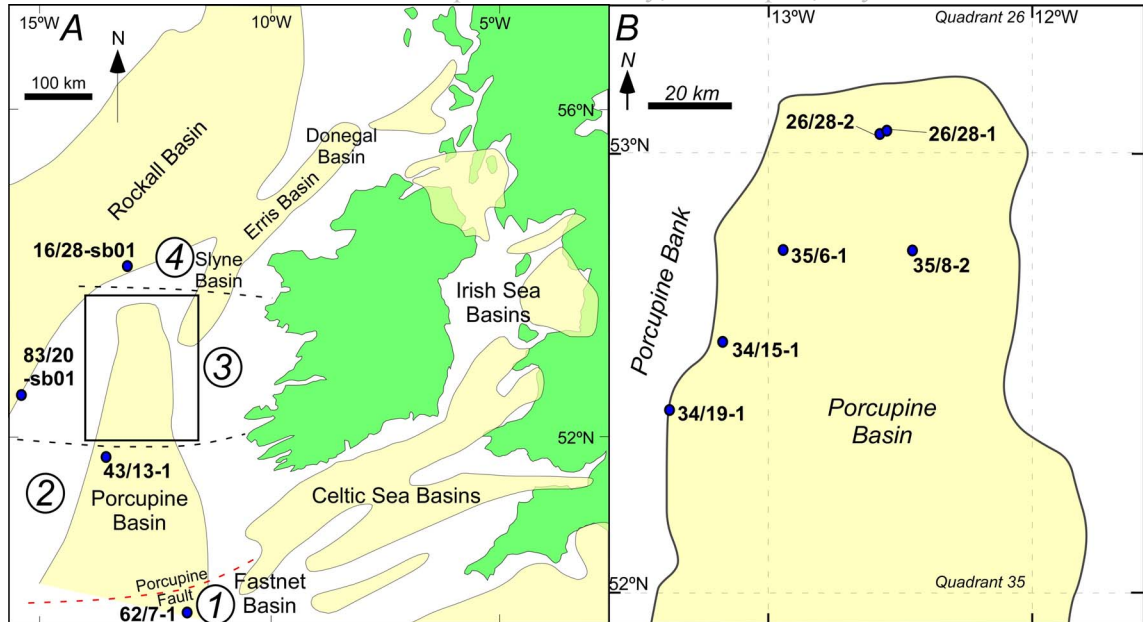 15ºW
10ºW
5ºW
A
N
100 km
56ºN
Donegal
Basin
Rockall Basin
Erris Basin
16/28-sb01
4
Slyne
Basin
Irish Sea
Basins
83/20
-sb01
3
52ºN
43/13-1
2
Porcupine
Basin
Celtic Sea Basins
Porcupine
Fault
Fastnet
Basin
1
62/7-1
B
13ºW
Quadrant 26
12ºW
N
20 km
26/28-2
26/28-1
53ºN
35/6-1
35/8-2
Porcupine Bank
34/15-1
34/19-1
Porcupine
Basin
52ºN
Quadrant 35